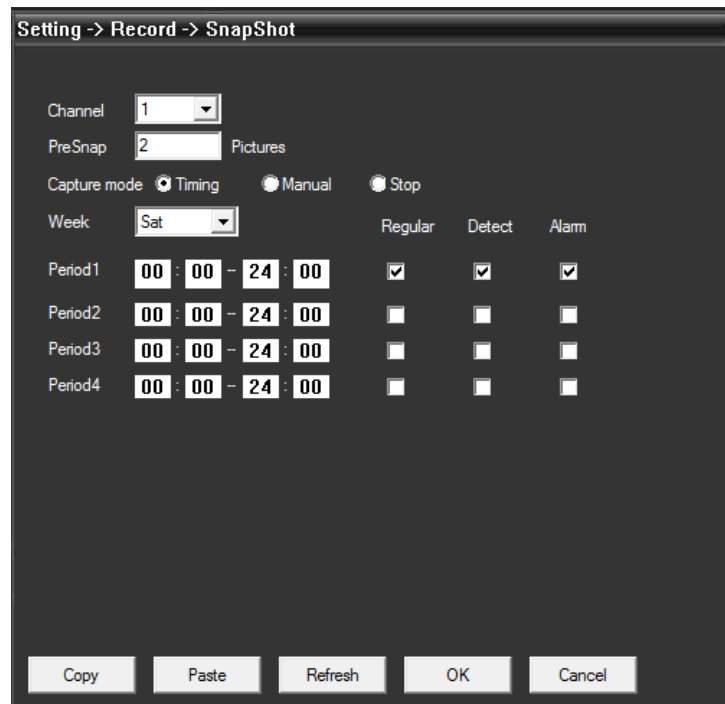 Setting -> Record -> SnapShot
Channel 1
PreSnap 2 Pictures
Capture mode Timing Manual Stop
Week Sat Regular Detect Alarm
Period1 00 : 00 - 24 : 00
Period2 00 : 00 - 24 : 00
Period3 00 : 00 - 24 : 00
Period4 00 : 00 - 24 : 00
Copy Paste Refresh OK Cancel